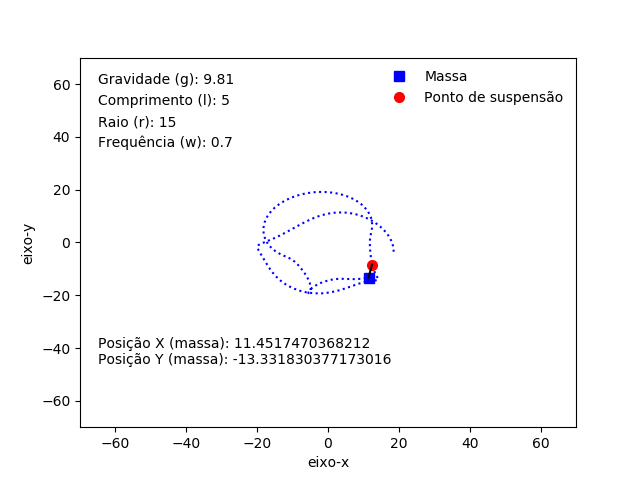 Gravidade (g): 9.81
Comprimento (l): 5
Raio (r): 15
Frequência (w): 0.7
Massa
Ponto de suspensão
60
40
20
0
−20
−40
−60
eixo-y
Posição X (massa): 11.4517470368212
Posição Y (massa): -13.331830377173016
−60
−40
−20
0
20
40
60
eixo-x